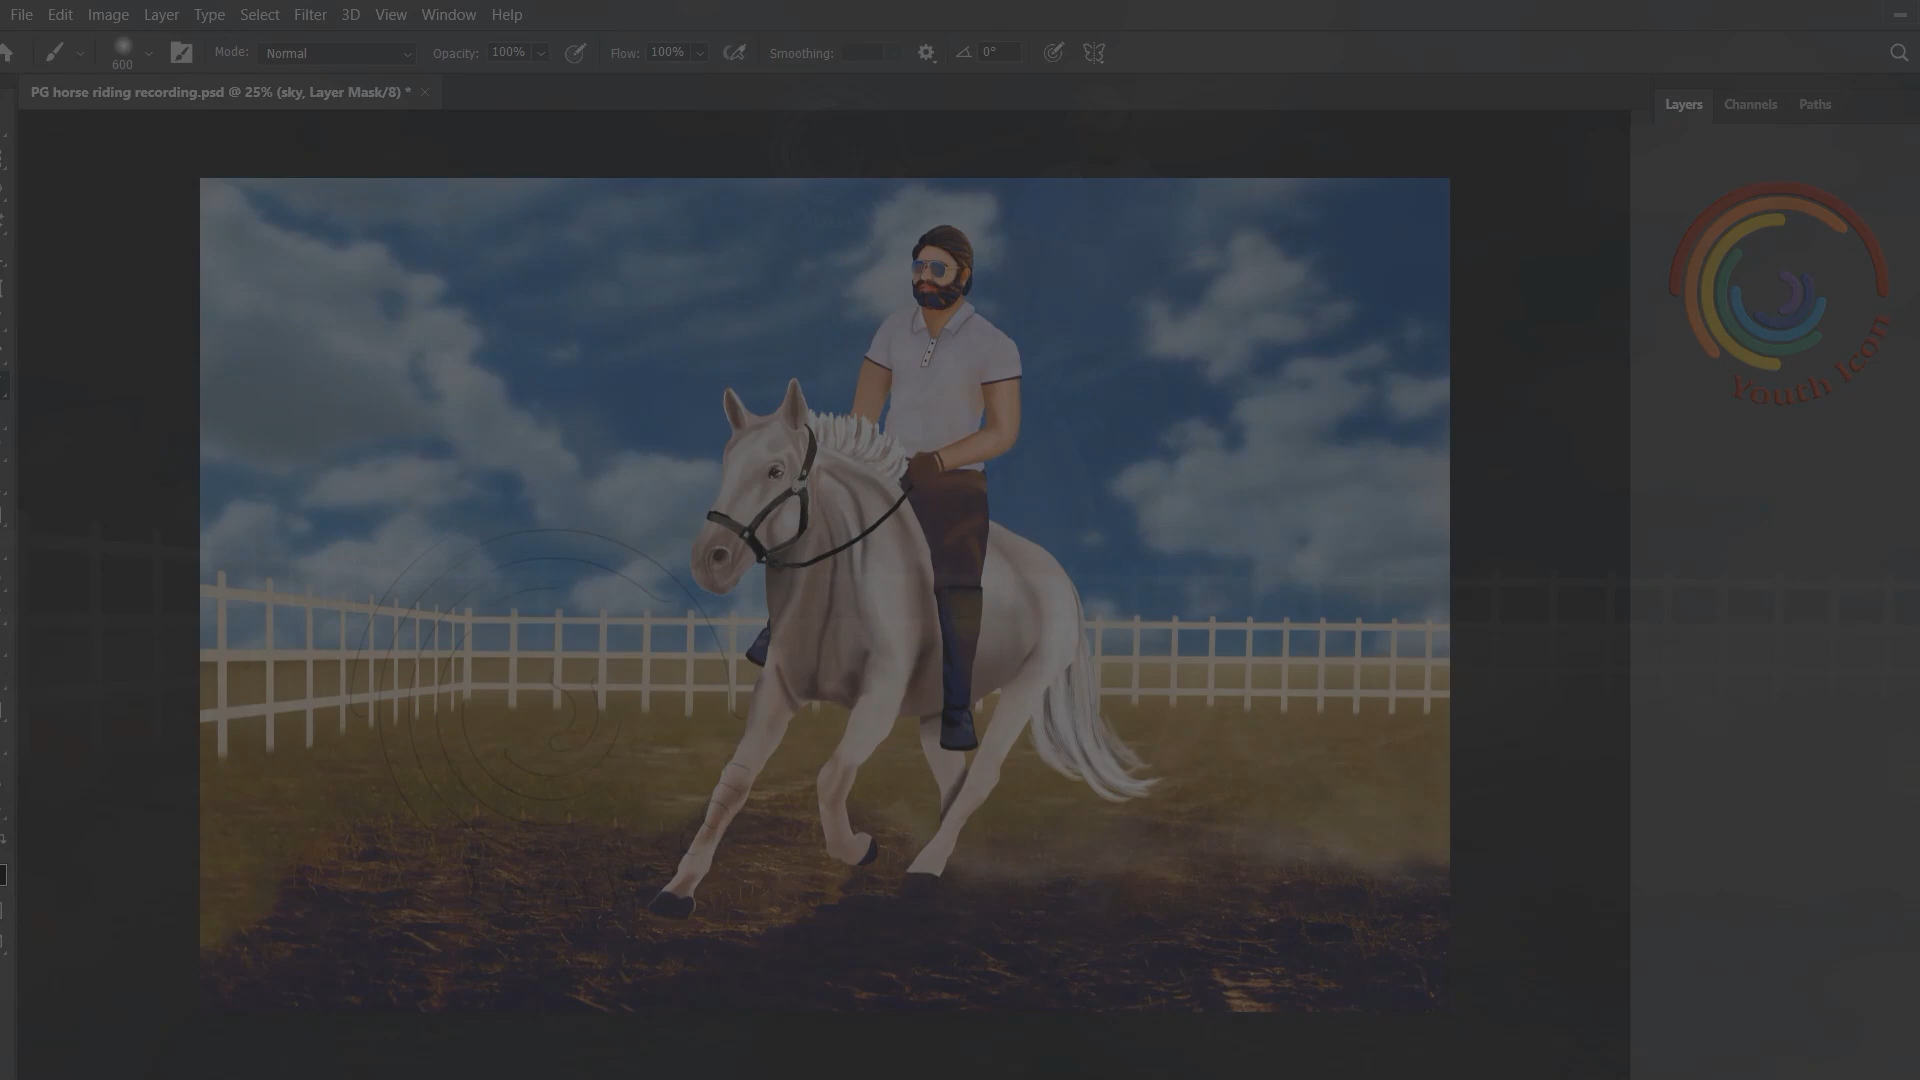 File Edit Image Layer Type Select Filter 3D View Window Help
600 Mode: Normal Opacity: 100% Flow: 100% Smoothing: 0°
PG horse riding recording.psd @ 25% (sky, Layer Mask/8) * ×
Layers Channels Paths
Youth Icon